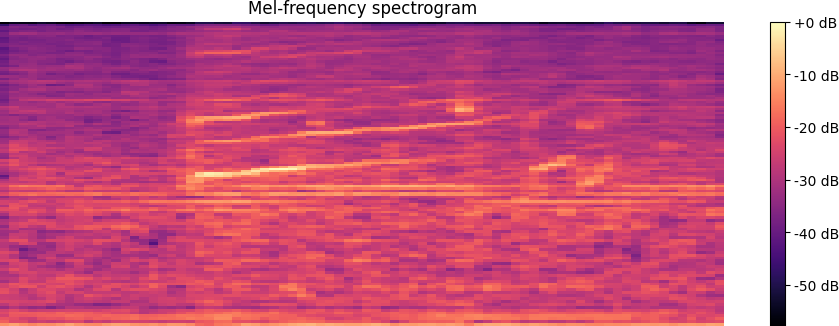 Mel-frequency spectrogram
+0 dB
-10 dB
-20 dB
-30 dB
-40 dB
-50 dB